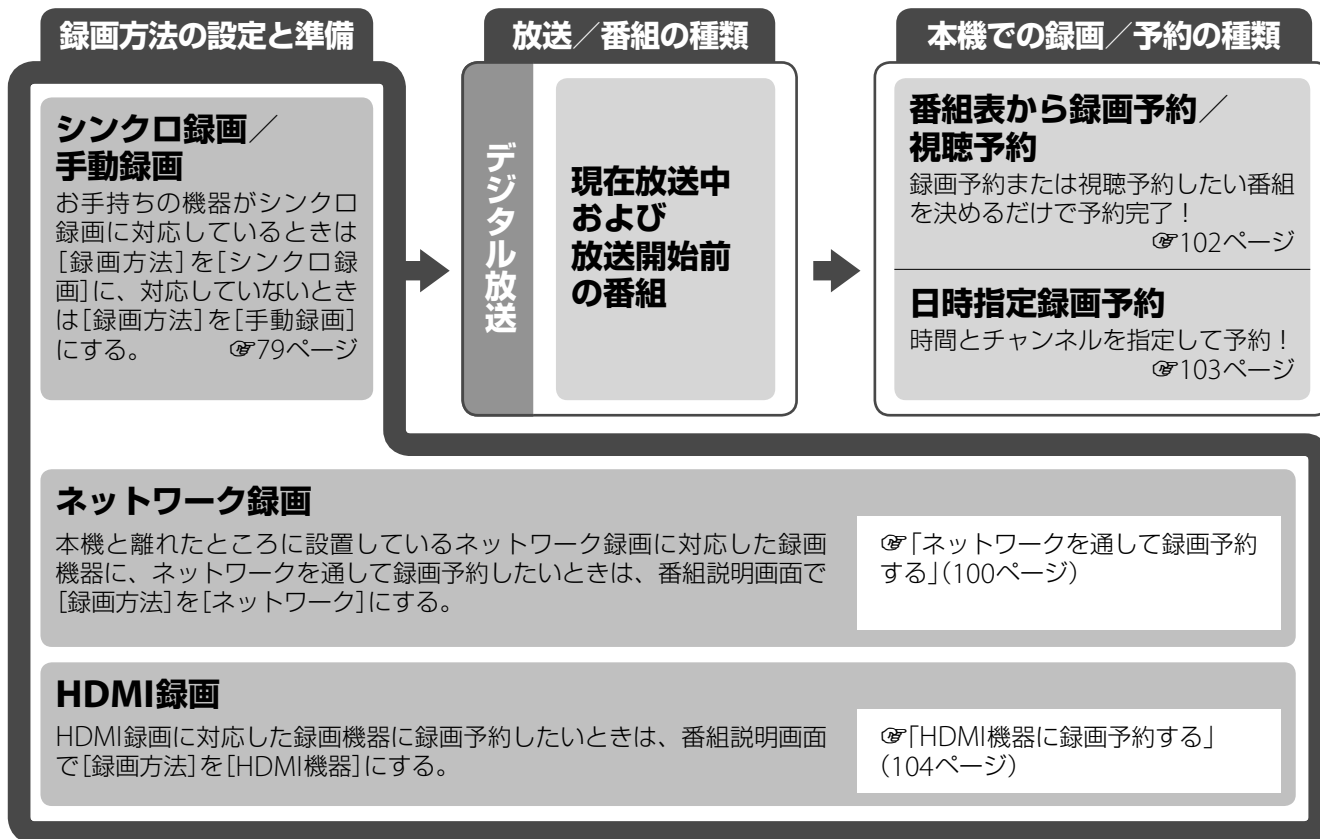 録画方法の設定と準備
シンクロ録画／
手動録画
お手持ちの機器がシンクロ
録画に対応しているときは
[録画方法]を[シンクロ録
画]に、対応していないとき
は[録画方法]を[手動録画]
にする。 ☞79ページ
放送／番組の種類
デジタル放送
現在放送中
および
放送開始前
の番組
本機での録画／予約の種類
番組表から録画予約／
視聴予約
録画予約または視聴予約したい番組
を決めるだけで予約完了！
☞102ページ
日時指定録画予約
時間とチャンネルを指定して予約！
☞103ページ
ネットワーク録画
本機と離れたところに設置しているネットワーク録画に対応した録画
機器に、ネットワークを通して録画予約したいときは、番組説明画面で
[録画方法]を[ネットワーク]にする。
☞「ネットワークを通して録画予約
する」(100ページ)
HDMI録画
HDMI録画に対応した録画機器に録画予約したいときは、番組説明画面
で[録画方法]を[HDMI機器]にする。
☞「HDMI機器に録画予約する」
(104ページ)